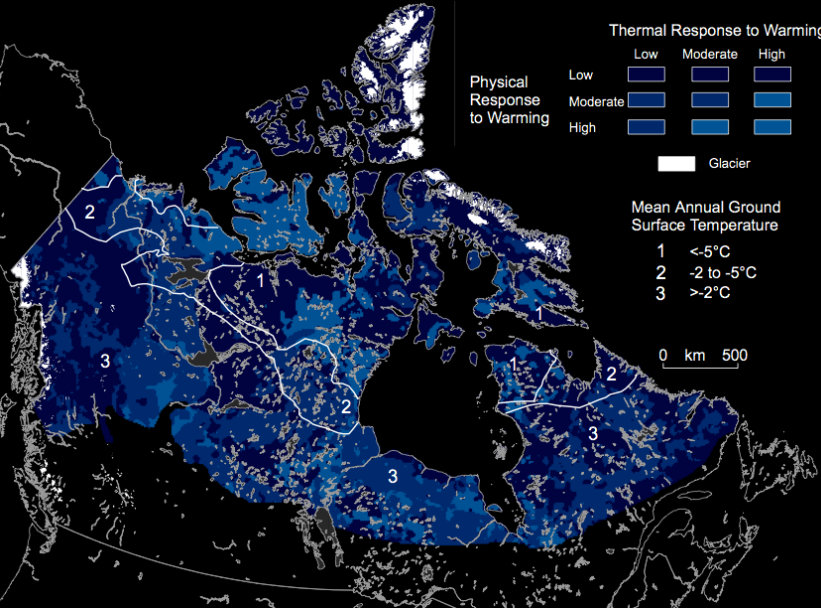 Thermal Response to Warming
Low Moderate High
Physical
Response
to Warming
Low
Moderate
High
Glacier
Mean Annual Ground
Surface Temperature
1 <-5°C
2 -2 to -5°C
3 >-2°C
0 km 500
2
1
1
3
1
2
2
3
3